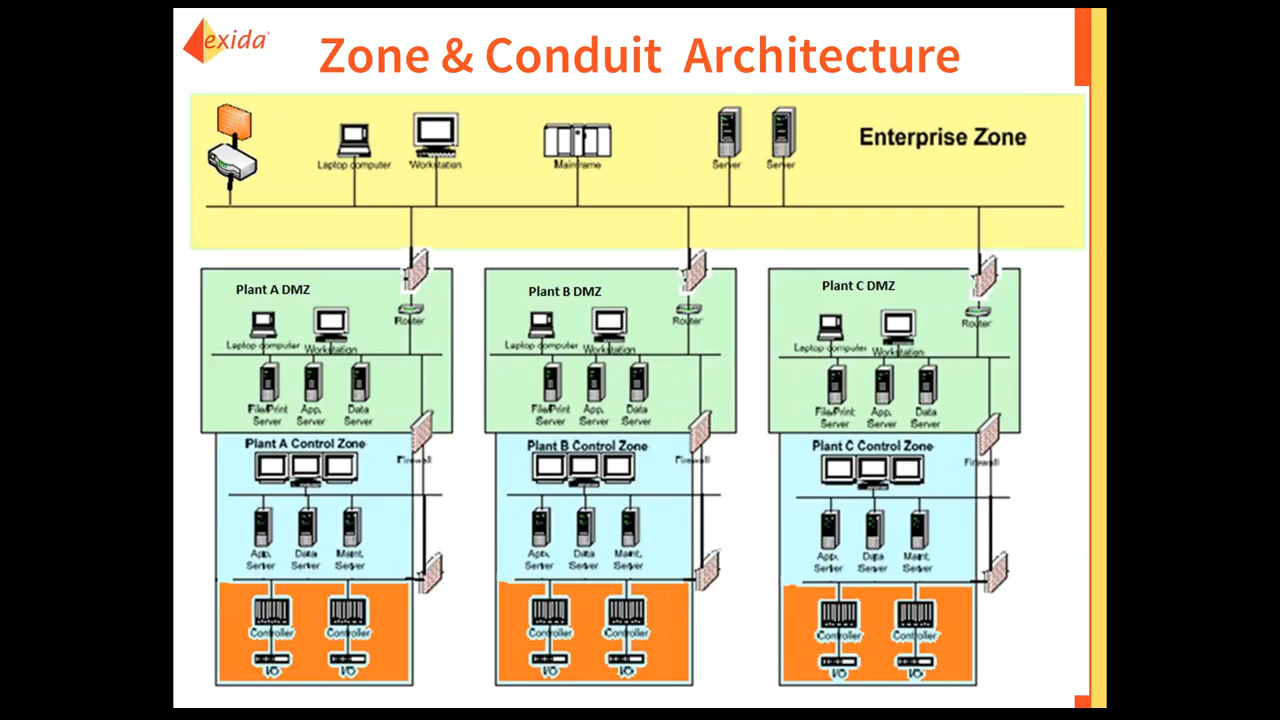 exida
Zone & Conduit Architecture
Enterprise Zone
Laptop computer
Workstation
Mainframe
Server
Server
Plant A DMZ
Router
Laptop computer
Workstation
File/Print
Server
App.
Server
Data
Server
Plant B DMZ
Router
Laptop computer
Workstation
File/Print
Server
App.
Server
Data
Server
Plant C DMZ
Router
Laptop computer
Workstation
File/Print
Server
App.
Server
Data
Server
Plant A Control Zone
Firewall
App.
Server
Data
Server
Maint.
Server
Controller
Controller
I/O
I/O
Plant B Control Zone
Firewall
App.
Server
Data
Server
Maint.
Server
Controller
Controller
I/O
I/O
Plant C Control Zone
Firewall
App.
Server
Data
Server
Maint.
Server
Controller
Controller
I/O
I/O